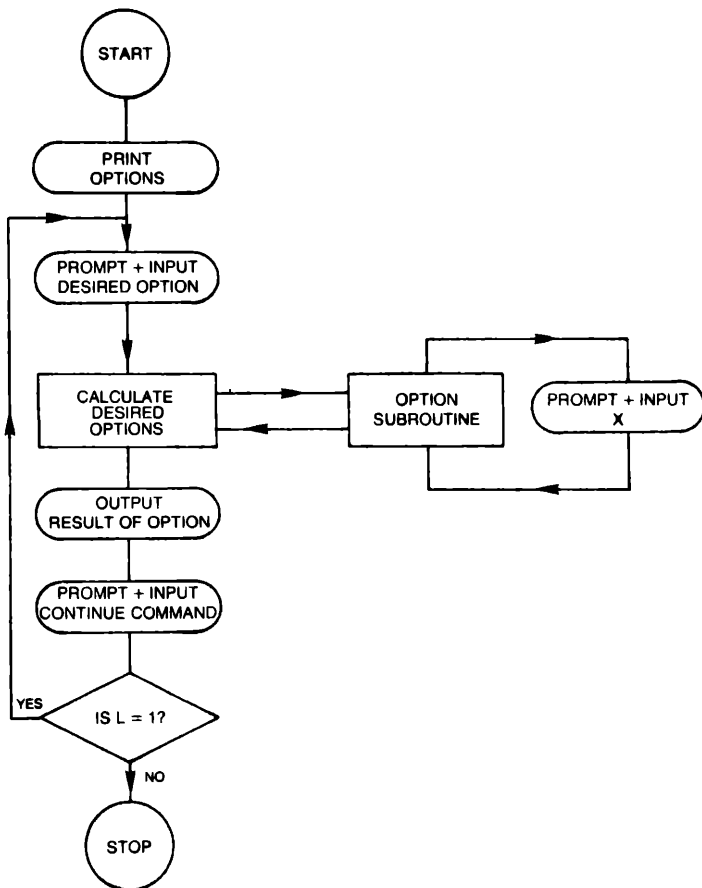 START
PRINT
OPTIONS
PROMPT + INPUT
DESIRED OPTION
CALCULATE
DESIRED
OPTIONS
OPTION
SUBROUTINE
PROMPT + INPUT
X
OUTPUT
RESULT OF OPTION
PROMPT + INPUT
CONTINUE COMMAND
YES
IS L = 1?
NO
STOP